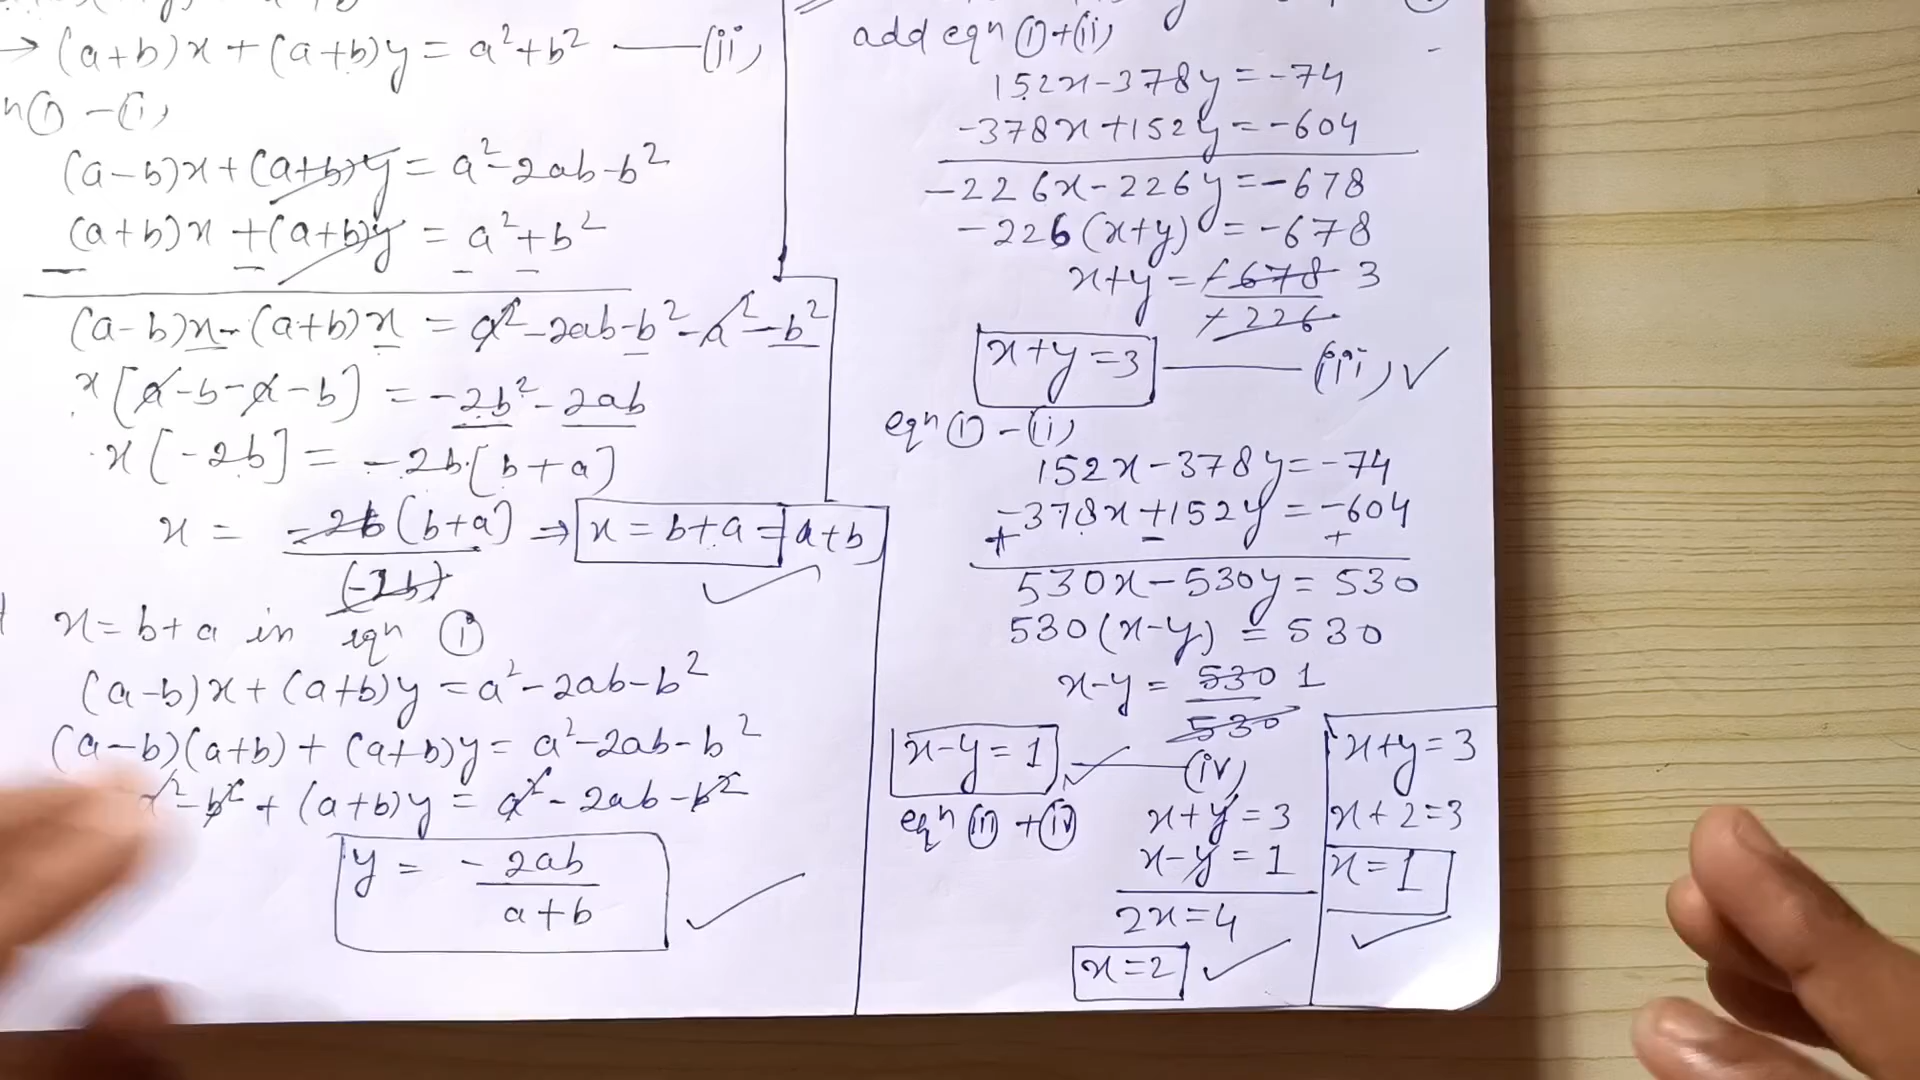 → (a+b)x + (a+b)y = a²+b² —— (ii)
n (i) - (ii)
(a-b)x + (a+b)y = a²-2ab-b²
(a+b)x + (a+b)y = a²+b²
(a-b)x - (a+b)x = a²-2ab-b²-a²-b²
x[a-b-a-b] = -2b²-2ab
x[-2b] = -2b[b+a]
x = -2b(b+a) ⇒ x = b+a = a+b
(-2b)
x = b+a in eqn (i)
(a-b)x + (a+b)y = a²-2ab-b²
(a-b)(a+b) + (a+b)y = a²-2ab-b²
²-b² + (a+b)y = a²-2ab-b²
y = -2ab
a+b
add eqn (i)+(ii)
152x-378y=-74
-378x+152y=-604
-226x-226y=-678
-226(x+y)=-678
x+y = -678 3
-226
x+y=3 —— (iii) ✓
eqn (i) - (ii)
152x-378y=-74
-378x+152y=-604
+ - +
530x-530y=530
530(x-y)=530
x-y = 530 1
530
x-y=1 —— (iv)
eqn (iii) + (iv)
x+y=3
x-y=1
2x=4
x=2 ✓
x+y=3
x+2=3
x=1